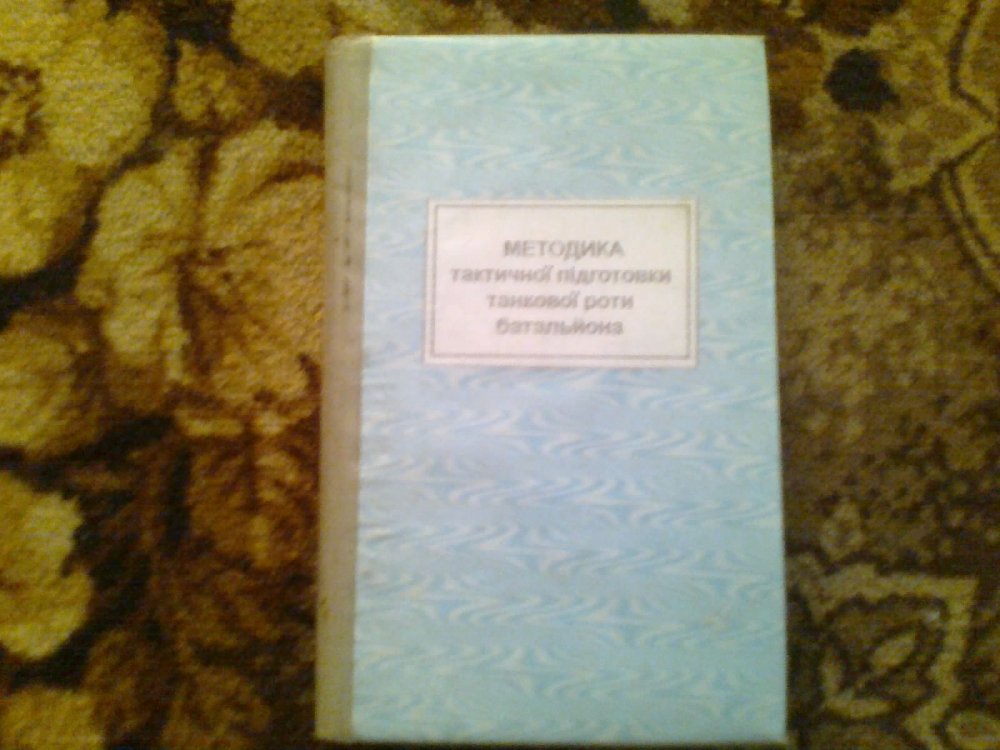 МЕТОДИКА
тактичної підготовки
танкової роти
батальйона